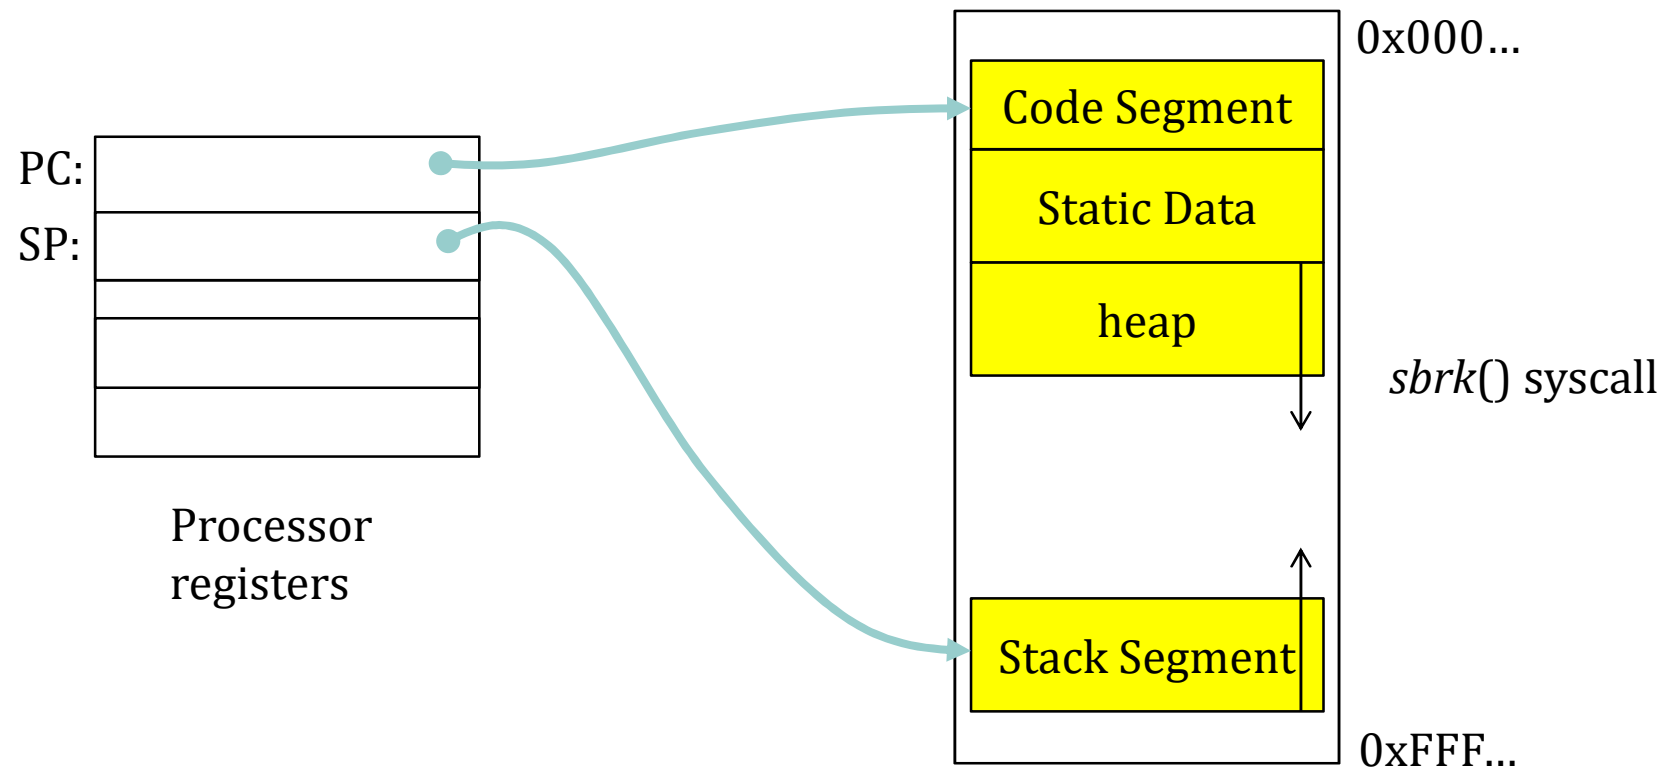 PC:
SP:
Processor
registers
0x000...
Code Segment
Static Data
heap
sbrk() syscall
Stack Segment
0xFFF...